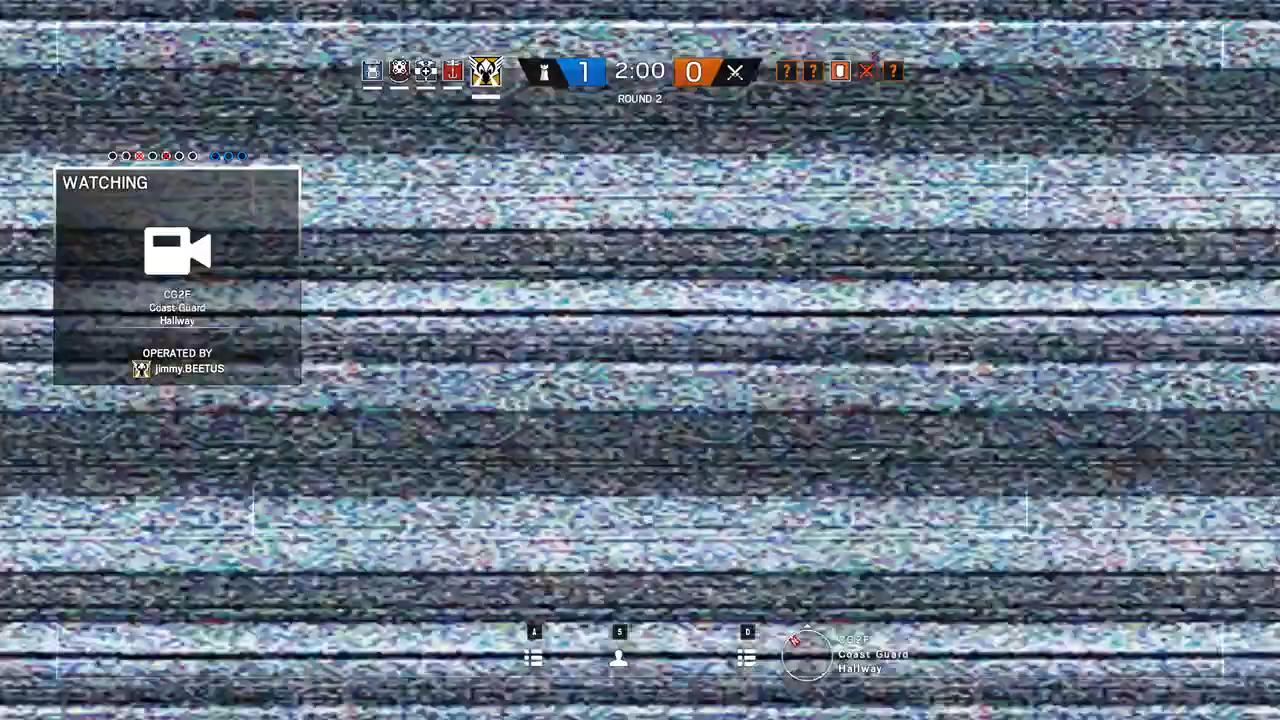 1 2:00 0 ? ? ?
ROUND 2
WATCHING
CG2F
Coast Guard
Hallway
OPERATED BY
jimmy.BEETUS
A S D
N
CG2F
Coast Guard
Hallway